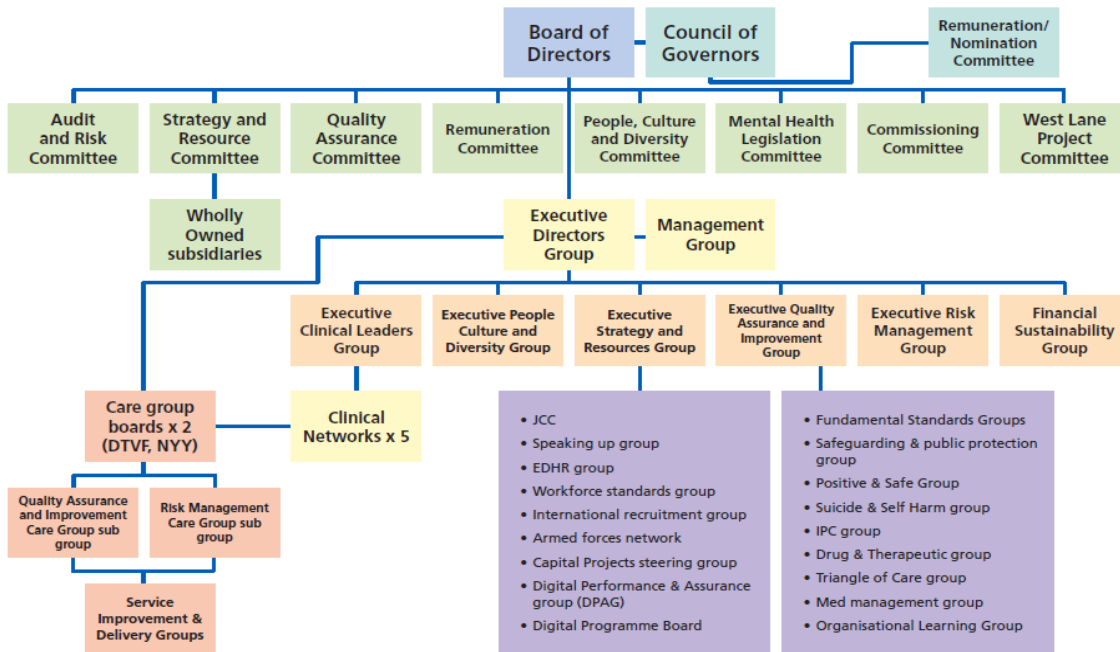 Board of
Directors
Council of
Governors
Remuneration/
Nomination
Committee
Audit
and Risk
Committee
Strategy and
Resource
Committee
Quality
Assurance
Committee
Remuneration
Committee
People, Culture
and Diversity
Committee
Mental Health
Legislation
Committee
Commissioning
Committee
West Lane
Project
Committee
Wholly
Owned
subsidiaries
Executive
Directors
Group
Management
Group
Executive
Clinical Leaders
Group
Executive People
Culture and
Diversity Group
Executive
Strategy and
Resources Group
Executive Quality
Assurance and
Improvement
Group
Executive Risk
Management
Group
Financial
Sustainability
Group
Care group
boards x 2
(DTVF, NYY)
Clinical
Networks x 5
Quality Assurance
and Improvement
Care Group sub
group
Risk Management
Care Group sub
group
Service
Improvement &
Delivery Groups
• JCC
• Speaking up group
• EDHR group
• Workforce standards group
• International recruitment group
• Armed forces network
• Capital Projects steering group
• Digital Performance & Assurance
group (DPAG)
• Digital Programme Board
• Fundamental Standards Groups
• Safeguarding & public protection
group
• Positive & Safe Group
• Suicide & Self Harm group
• IPC group
• Drug & Therapeutic group
• Triangle of Care group
• Med management group
• Organisational Learning Group